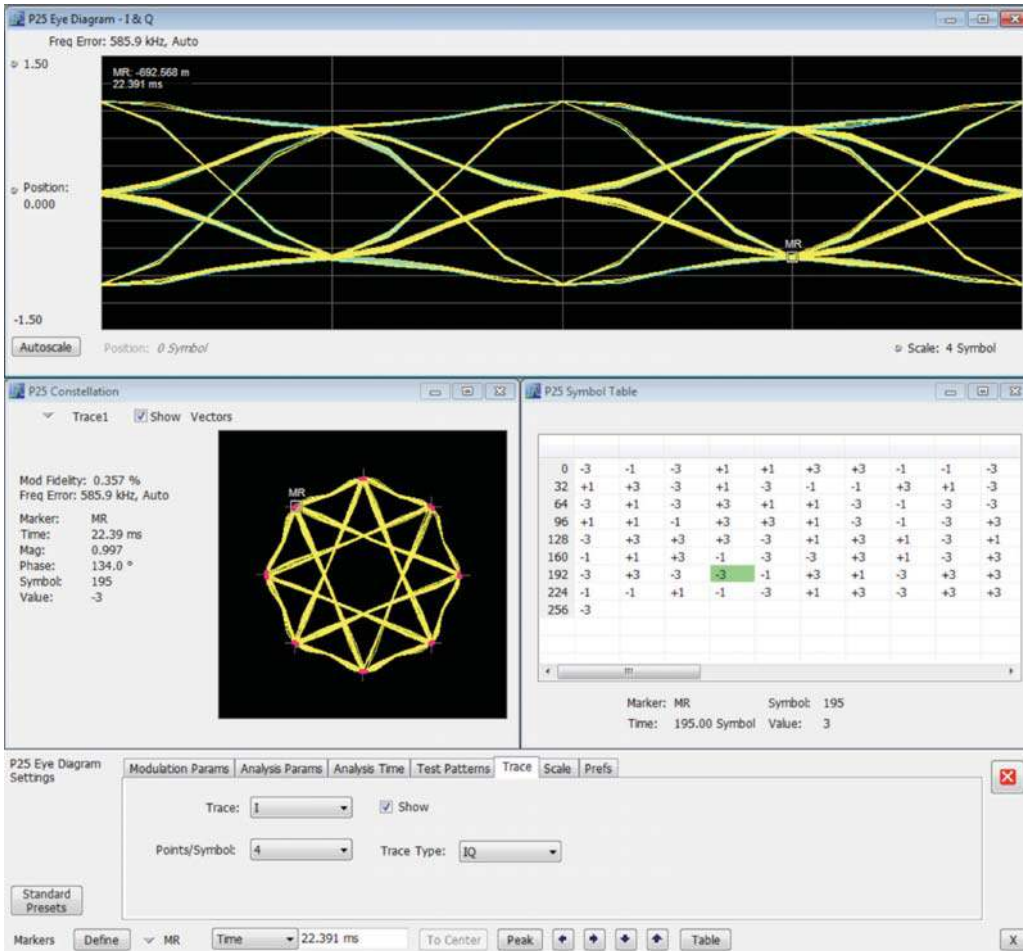 P25 Eye Diagram - I & Q
Freq Error: 585.9 kHz, Auto
1.50
MR: -692.568 m
22.391 ms
Position:
0.000
MR
-1.50
Autoscale Position: 0 Symbol Scale: 4 Symbol
P25 Constellation
Trace1 Show Vectors
Mod Fidelity: 0.357 %
Freq Error: 585.9 kHz, Auto
Marker: MR
Time: 22.39 ms
Mag: 0.997
Phase: 134.0 °
Symbol: 195
Value: -3
MR
P25 Symbol Table
0 -3 -1 -3 +1 +1 +3 +3 -1 -1 -3
32 +1 +3 -3 +1 -3 -1 -1 +3 +1 -3
64 -3 +1 -3 +3 +1 +1 -3 -1 -3 -3
96 +1 +1 -1 +3 +3 +1 -3 -1 -3 +3
128 -3 +3 +3 +3 -3 +1 +3 +1 -3 +1
160 -1 +1 +3 -1 -3 -3 +3 +1 -3 +3
192 -3 +3 -3 -3 -1 +3 +1 -3 +3 +3
224 -1 -1 +1 -1 -3 +1 +3 -3 +3 +3
256 -3
Marker: MR Symbol: 195
Time: 195.00 Symbol Value: 3
P25 Eye Diagram
Settings
Modulation Params Analysis Params Analysis Time Test Patterns Trace Scale Prefs
Trace: I Show
Points/Symbol: 4 Trace Type: IQ
Standard
Presets
Markers Define MR Time 22.391 ms To Center Peak Table X